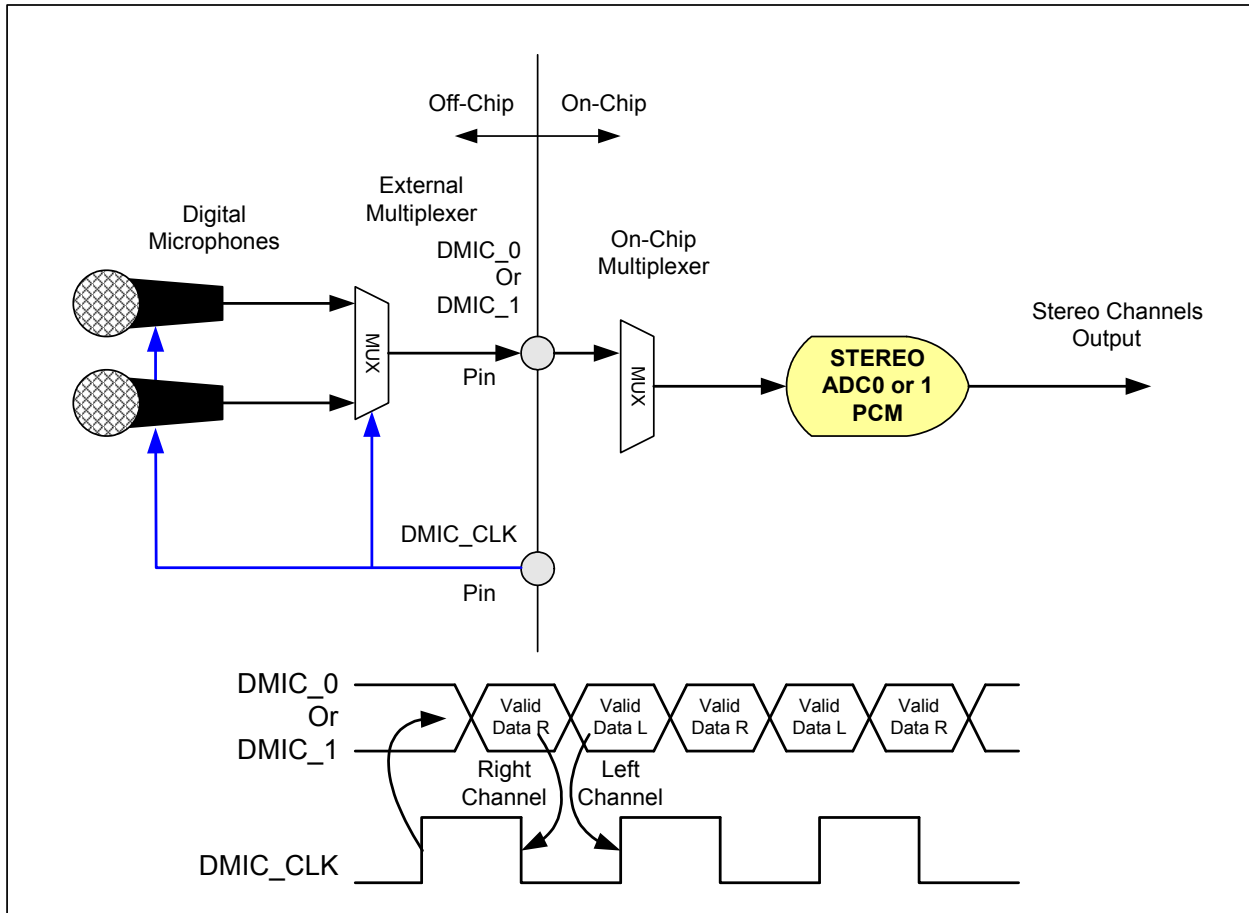 Off-Chip
On-Chip
Digital
Microphones
External
Multiplexer
DMIC_0
Or
DMIC_1
On-Chip
Multiplexer
Stereo Channels
Output
MUX
Pin
MUX
STEREO
ADC0 or 1
PCM
DMIC_CLK
Pin
DMIC_0
Or
DMIC_1
Valid
Data R
Valid
Data L
Valid
Data R
Valid
Data L
Valid
Data R
Right
Channel
Left
Channel
DMIC_CLK